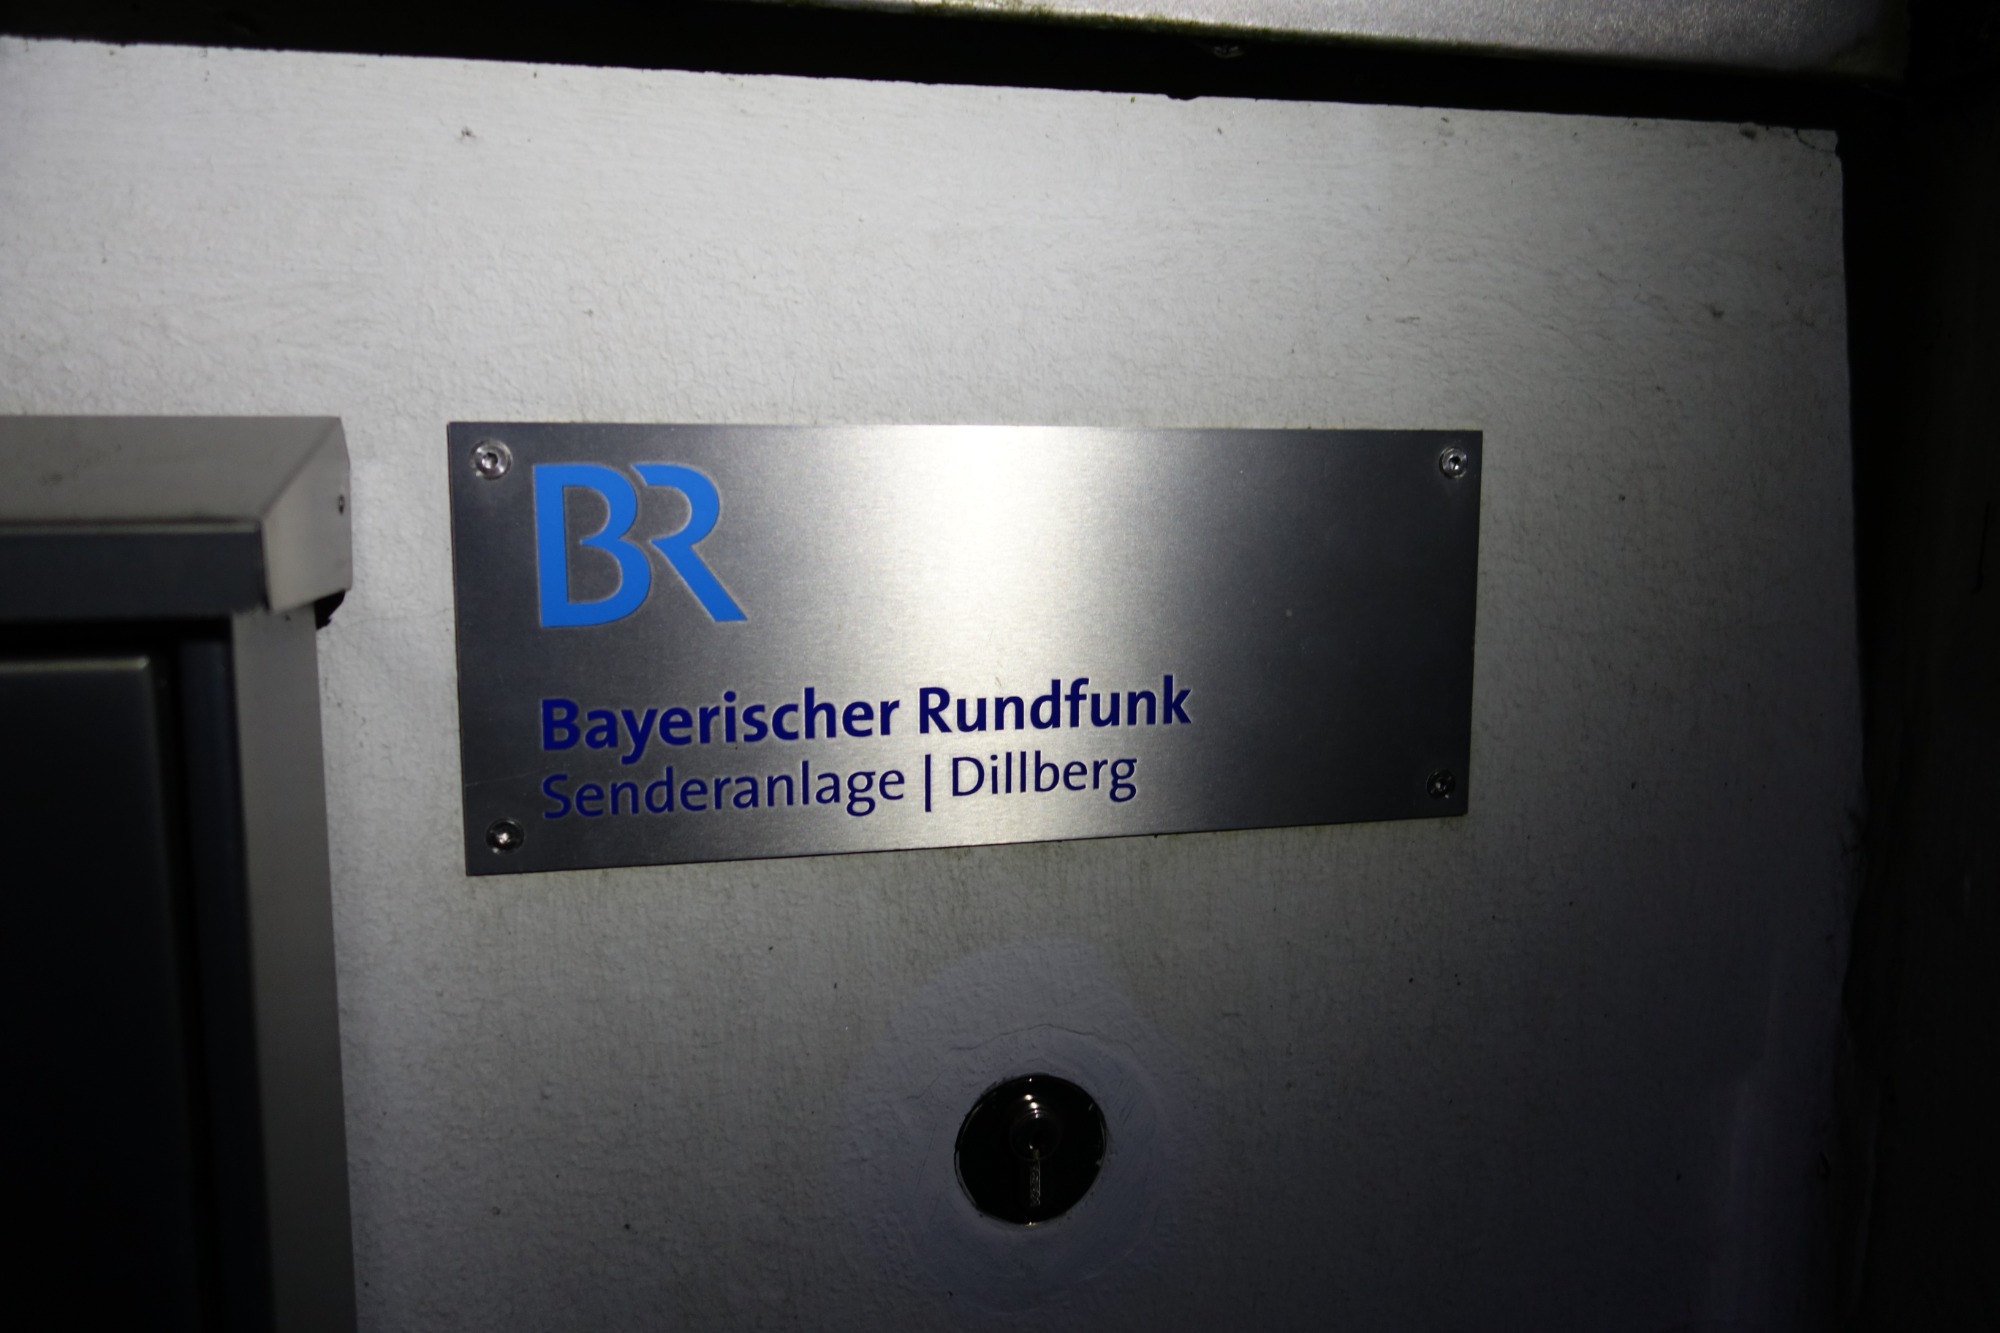 BR
Bayerischer Rundfunk
Senderanlage | Dillberg